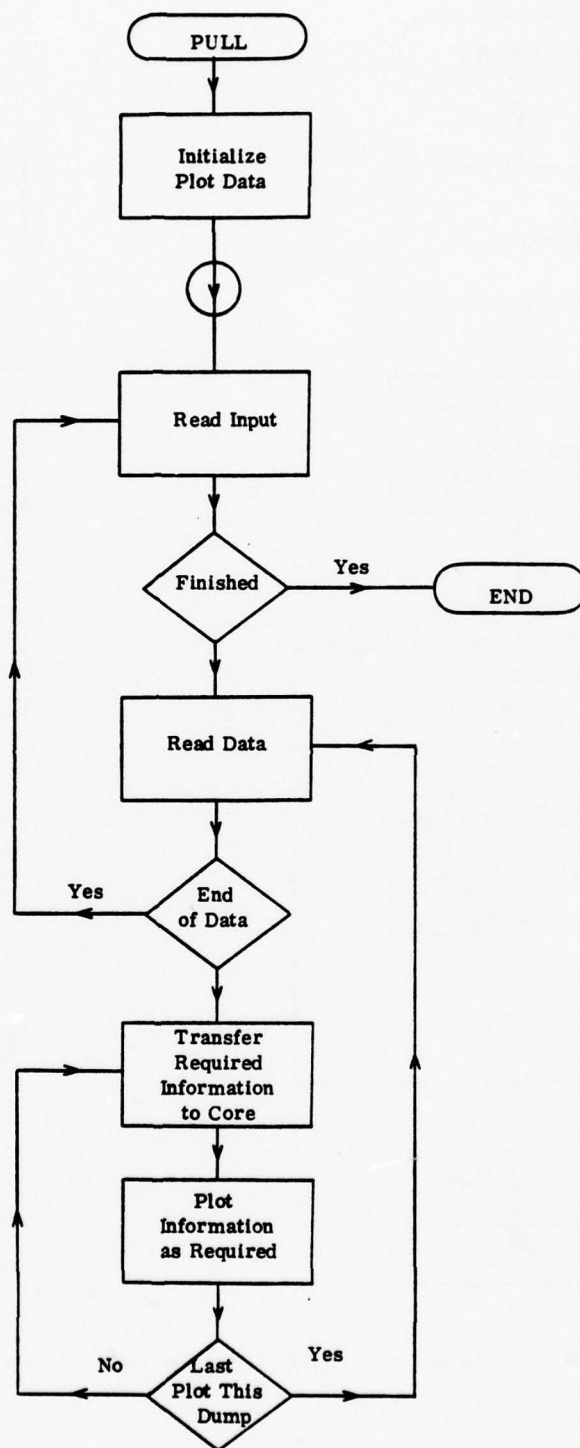 PULL
Initialize
Plot Data
Read Input
Finished
Yes
END
Read Data
Yes
End
of Data
Transfer
Required
Information
to Core
Plot
Information
as Required
No
Last
Plot This
Dump
Yes